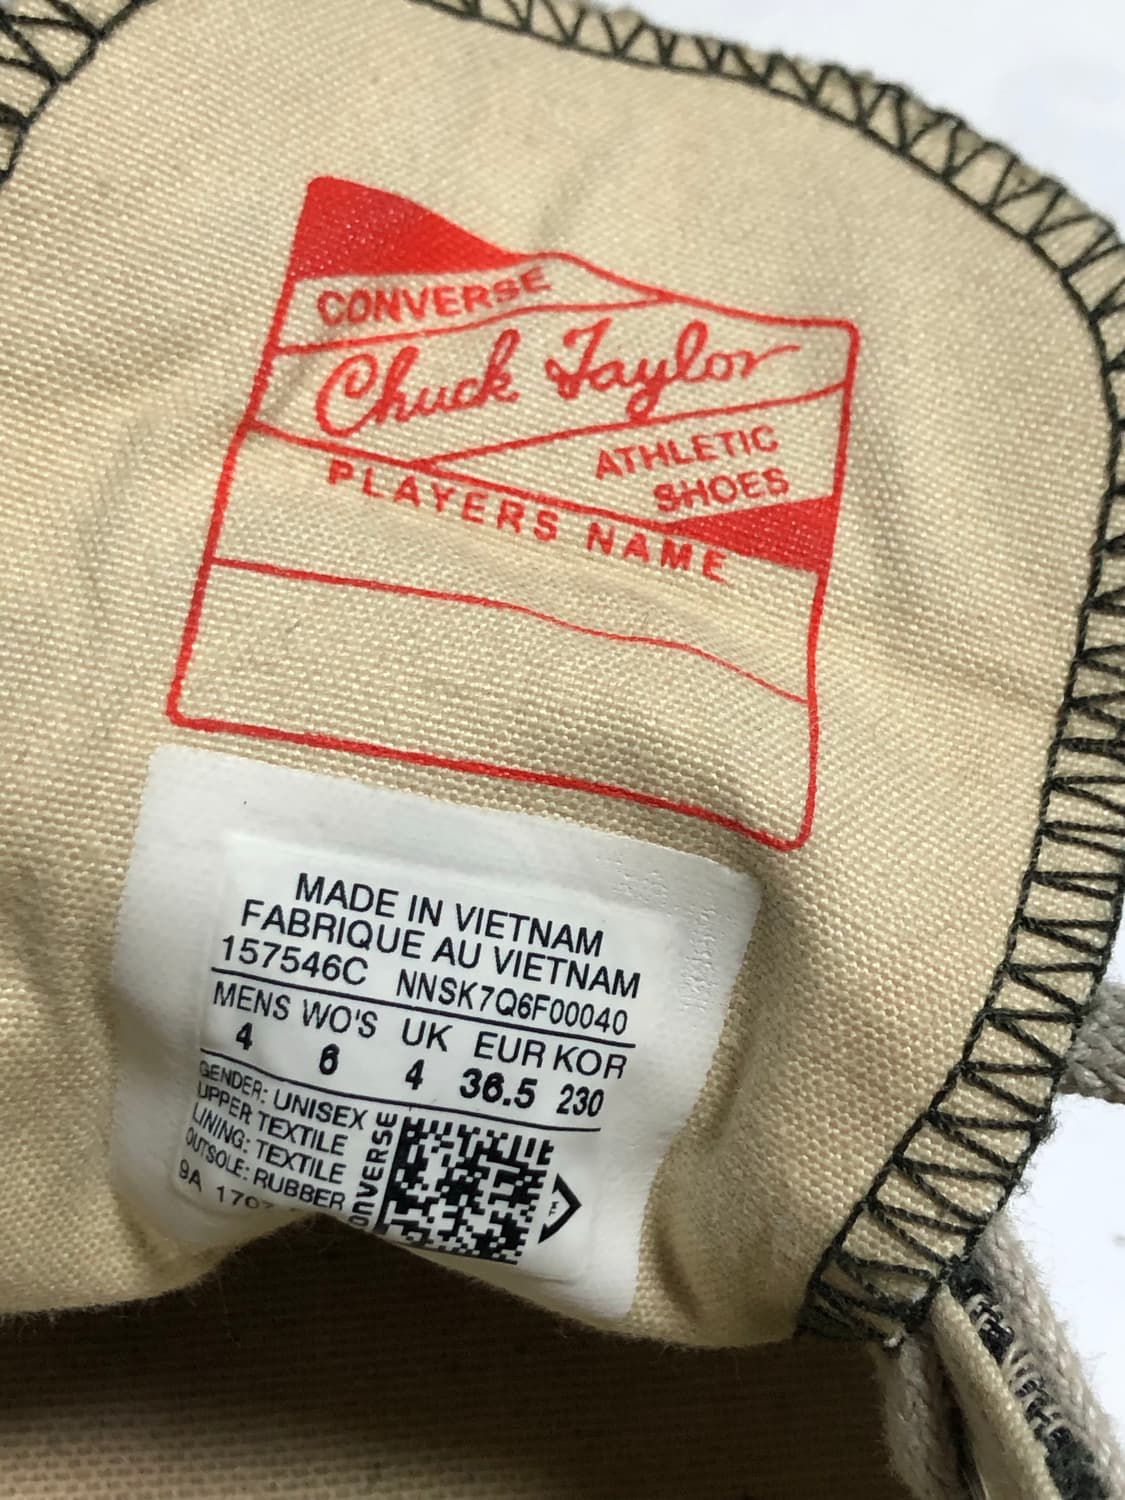 CONVERSE
Chuck Taylor
ATHLETIC
SHOES
PLAYERS NAME
MADE IN VIETNAM
FABRIQUE AU VIETNAM
157546C NNSK7Q6F00040
MENS WO'S UK EUR KOR
4 6 4 36.5 230
GENDER: UNISEX
UPPER TEXTILE
LINING: TEXTILE
OUTSOLE: RUBBER
9A
CONVERSE